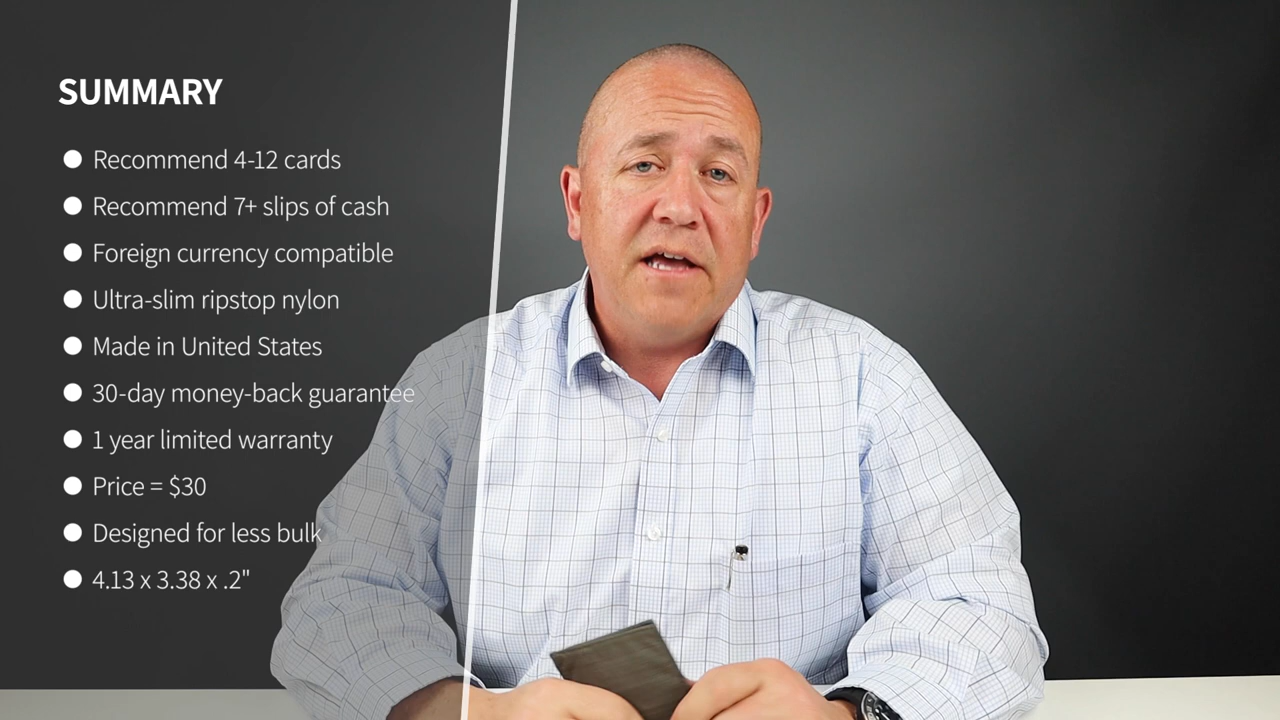 SUMMARY
Recommend 4-12 cards
Recommend 7+ slips of cash
Foreign currency compatible
Ultra-slim ripstop nylon
Made in United States
30-day money-back guarantee
1 year limited warranty
Price = $30
Designed for less bulk
4.13 x 3.38 x .2"